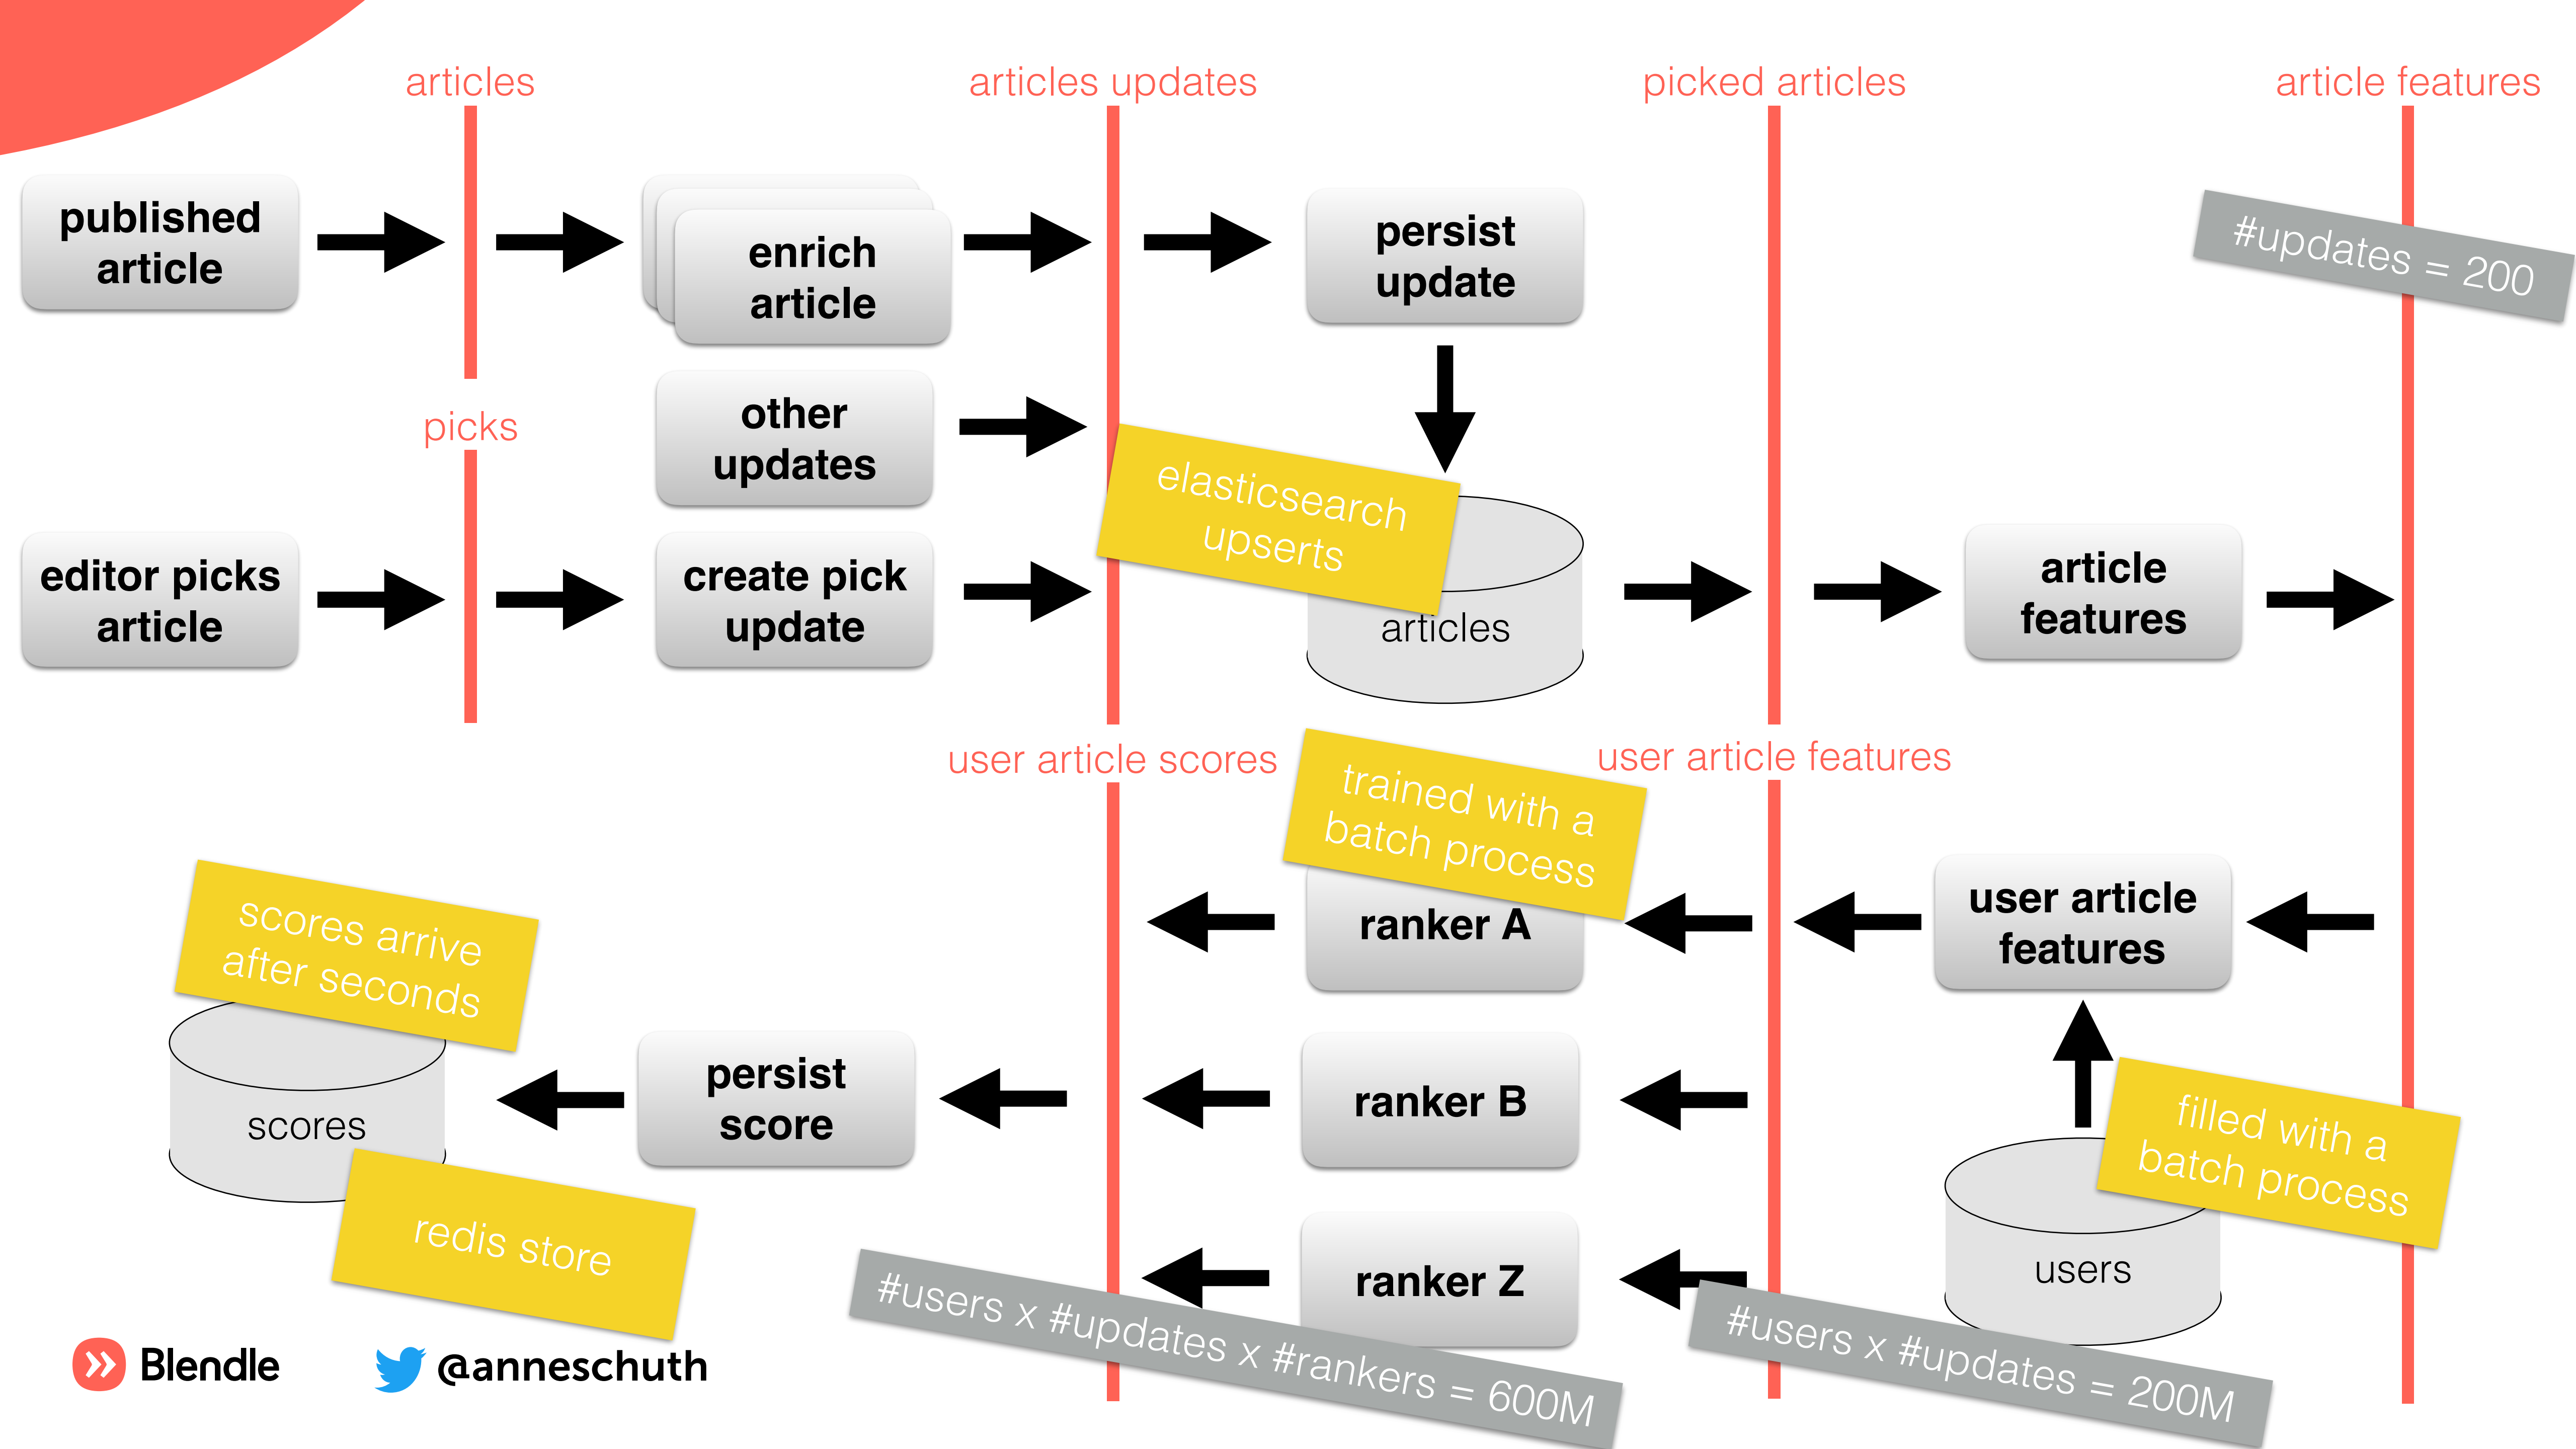 articles
articles updates
picked articles
article features
published
article
enrich
article
persist
update
#updates = 200
picks
other
updates
elasticsearch
upserts
editor picks
article
create pick
update
articles
article
features
user article scores
user article features
trained with a
batch process
scores arrive
after seconds
ranker A
user article
features
scores
persist
score
ranker B
filled with a
batch process
redis store
ranker Z
users
#users x #updates x #rankers = 600M
#users x #updates = 200M
Blendle
@anneschuth